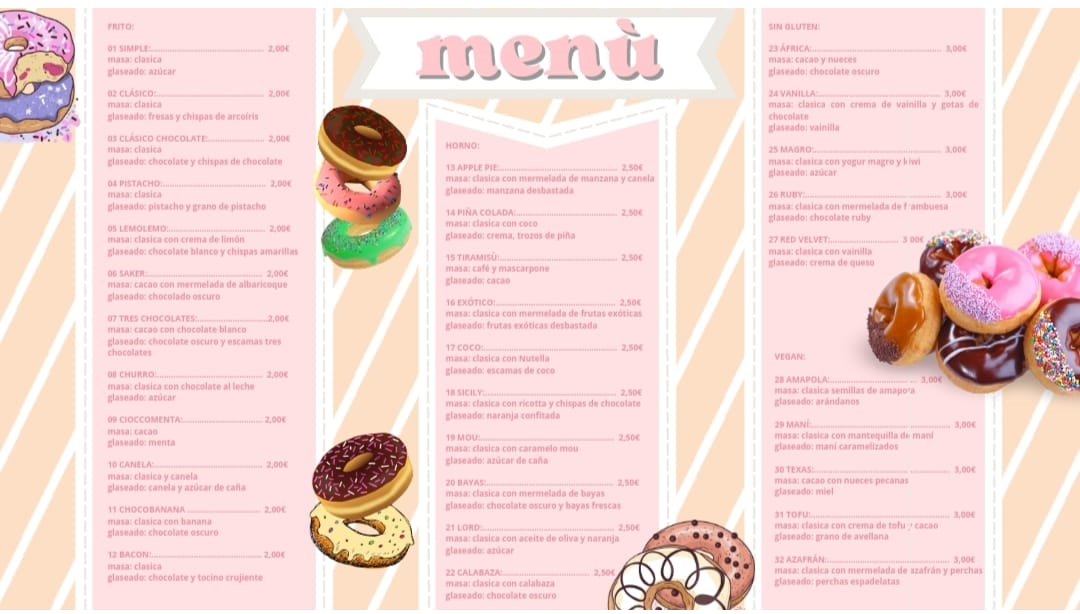 menù
FRITO:
01 SIMPLE:........................................ 2,00€
masa: clasica
glaseado: azúcar
02 CLÁSICO:........................................ 2,00€
masa: clasica
glaseado: fresas y chispas de arcoíris
03 CLÁSICO CHOCOLATE:.................... 2,00€
masa: clasica
glaseado: chocolate y chispas de chocolate
04 PISTACHO:.................................... 2,00€
masa: clasica
glaseado: pistacho y grano de pistacho
05 LEMOLEMO:................................... 2,00€
masa: clasica con crema de limón
glaseado: chocolate blanco y chispas amarillas
06 SAKER:......................................... 2,00€
masa: cacao con mermelada de albaricoque
glaseado: chocolado oscuro
07 TRES CHOCOLATES:........................2,00€
masa: cacao con chocolate blanco
glaseado: chocolate oscuro y escamas tres
chocolates
08 CHURRO:...................................... 2,00€
masa: clasica con chocolate al leche
glaseado: azúcar
09 CIOCCOMENTA:............................. 2,00€
masa: cacao
glaseado: menta
10 CANELA:....................................... 2,00€
masa: clasica y canela
glaseado: canela y azúcar de caña
11 CHOCOBANANA ........................... 2,00€
masa: clasica con banana
glaseado: chocolate oscuro
12 BACON:........................................ 2,00€
masa: clasica
glaseado: chocolate y tocino crujiente
HORNO:
13 APPLE PIE:..................................... 2,50€
masa: clasica con mermelada de manzana y canela
glaseado: manzana desbastada
14 PIÑA COLADA:................................ 2,50€
masa: clasica con coco
glaseado: crema, trozos de piña
15 TIRAMISÙ:...................................... 2,50€
masa: café y mascarpone
glaseado: cacao
16 EXÓTICO:....................................... 2,50€
masa: clasica con mermelada de frutas exóticas
glaseado: frutas exóticas desbastada
17 COCO:........................................... 2,50€
masa: clasica con Nutella
glaseado: escamas de coco
18 SICILY:........................................... 2,50€
masa: clasica con ricotta y chispas de chocolate
glaseado: naranja confitada
19 MOU:............................................. 2,50€
masa: clasica con caramelo mou
glaseado: azúcar de caña
20 BAYAS:.......................................... 2,50€
masa: clasica con mermelada de bayas
glaseado: chocolate oscuro y bayas frescas
21 LORD:............................................ 2,50€
masa: clasica con aceite de oliva y naranja
glaseado: azúcar
22 CALABAZA:.................................... 2,50€
masa: clasica con calabaza
glaseado: chocolate oscuro
SIN GLUTEN:
23 ÁFRICA:......................................... 3,00€
masa: cacao y nueces
glaseado: chocolate oscuro
24 VANILLA:....................................... 3,00€
masa: clasica con crema de vainilla y gotas de
chocolate
glaseado: vainilla
25 MAGRO:........................................ 3,00€
masa: clasica con yogur magro y kiwi
glaseado: azúcar
26 RUBY:........................................... 3,00€
masa: clasica con mermelada de frambuesa
glaseado: chocolate ruby
27 RED VELVET:................................ 3 00€
masa: clasica con vainilla
glaseado: crema de queso
VEGAN:
28 AMAPOLA:.................................... 3,00€
masa: clasica semillas de amapola
glaseado: arándanos
29 MANÍ:........................................... 3,00€
masa: clasica con mantequilla de maní
glaseado: maní caramelizados
30 TEXAS:.......................................... 3,00€
masa: cacao con nueces pecanas
glaseado: miel
31 TOFU:........................................... 3,00€
masa: clasica con crema de tofu y cacao
glaseado: grano de avellana
32 AZAFRÁN:..................................... 3,00€
masa: clasica con mermelada de azafrán y perchas
glaseado: perchas espadelatas